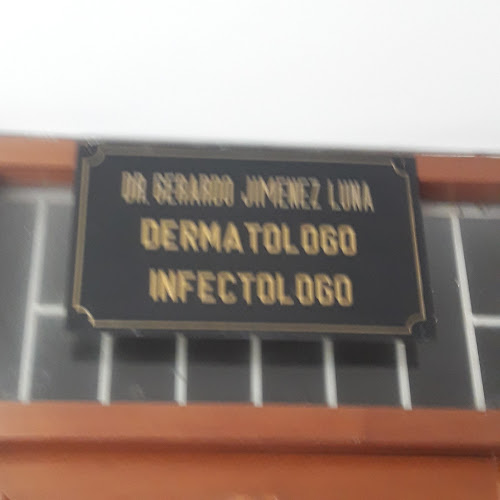 DR. GERARDO JIMENEZ LUNA
DERMATOLOGO
INFECTOLOGO